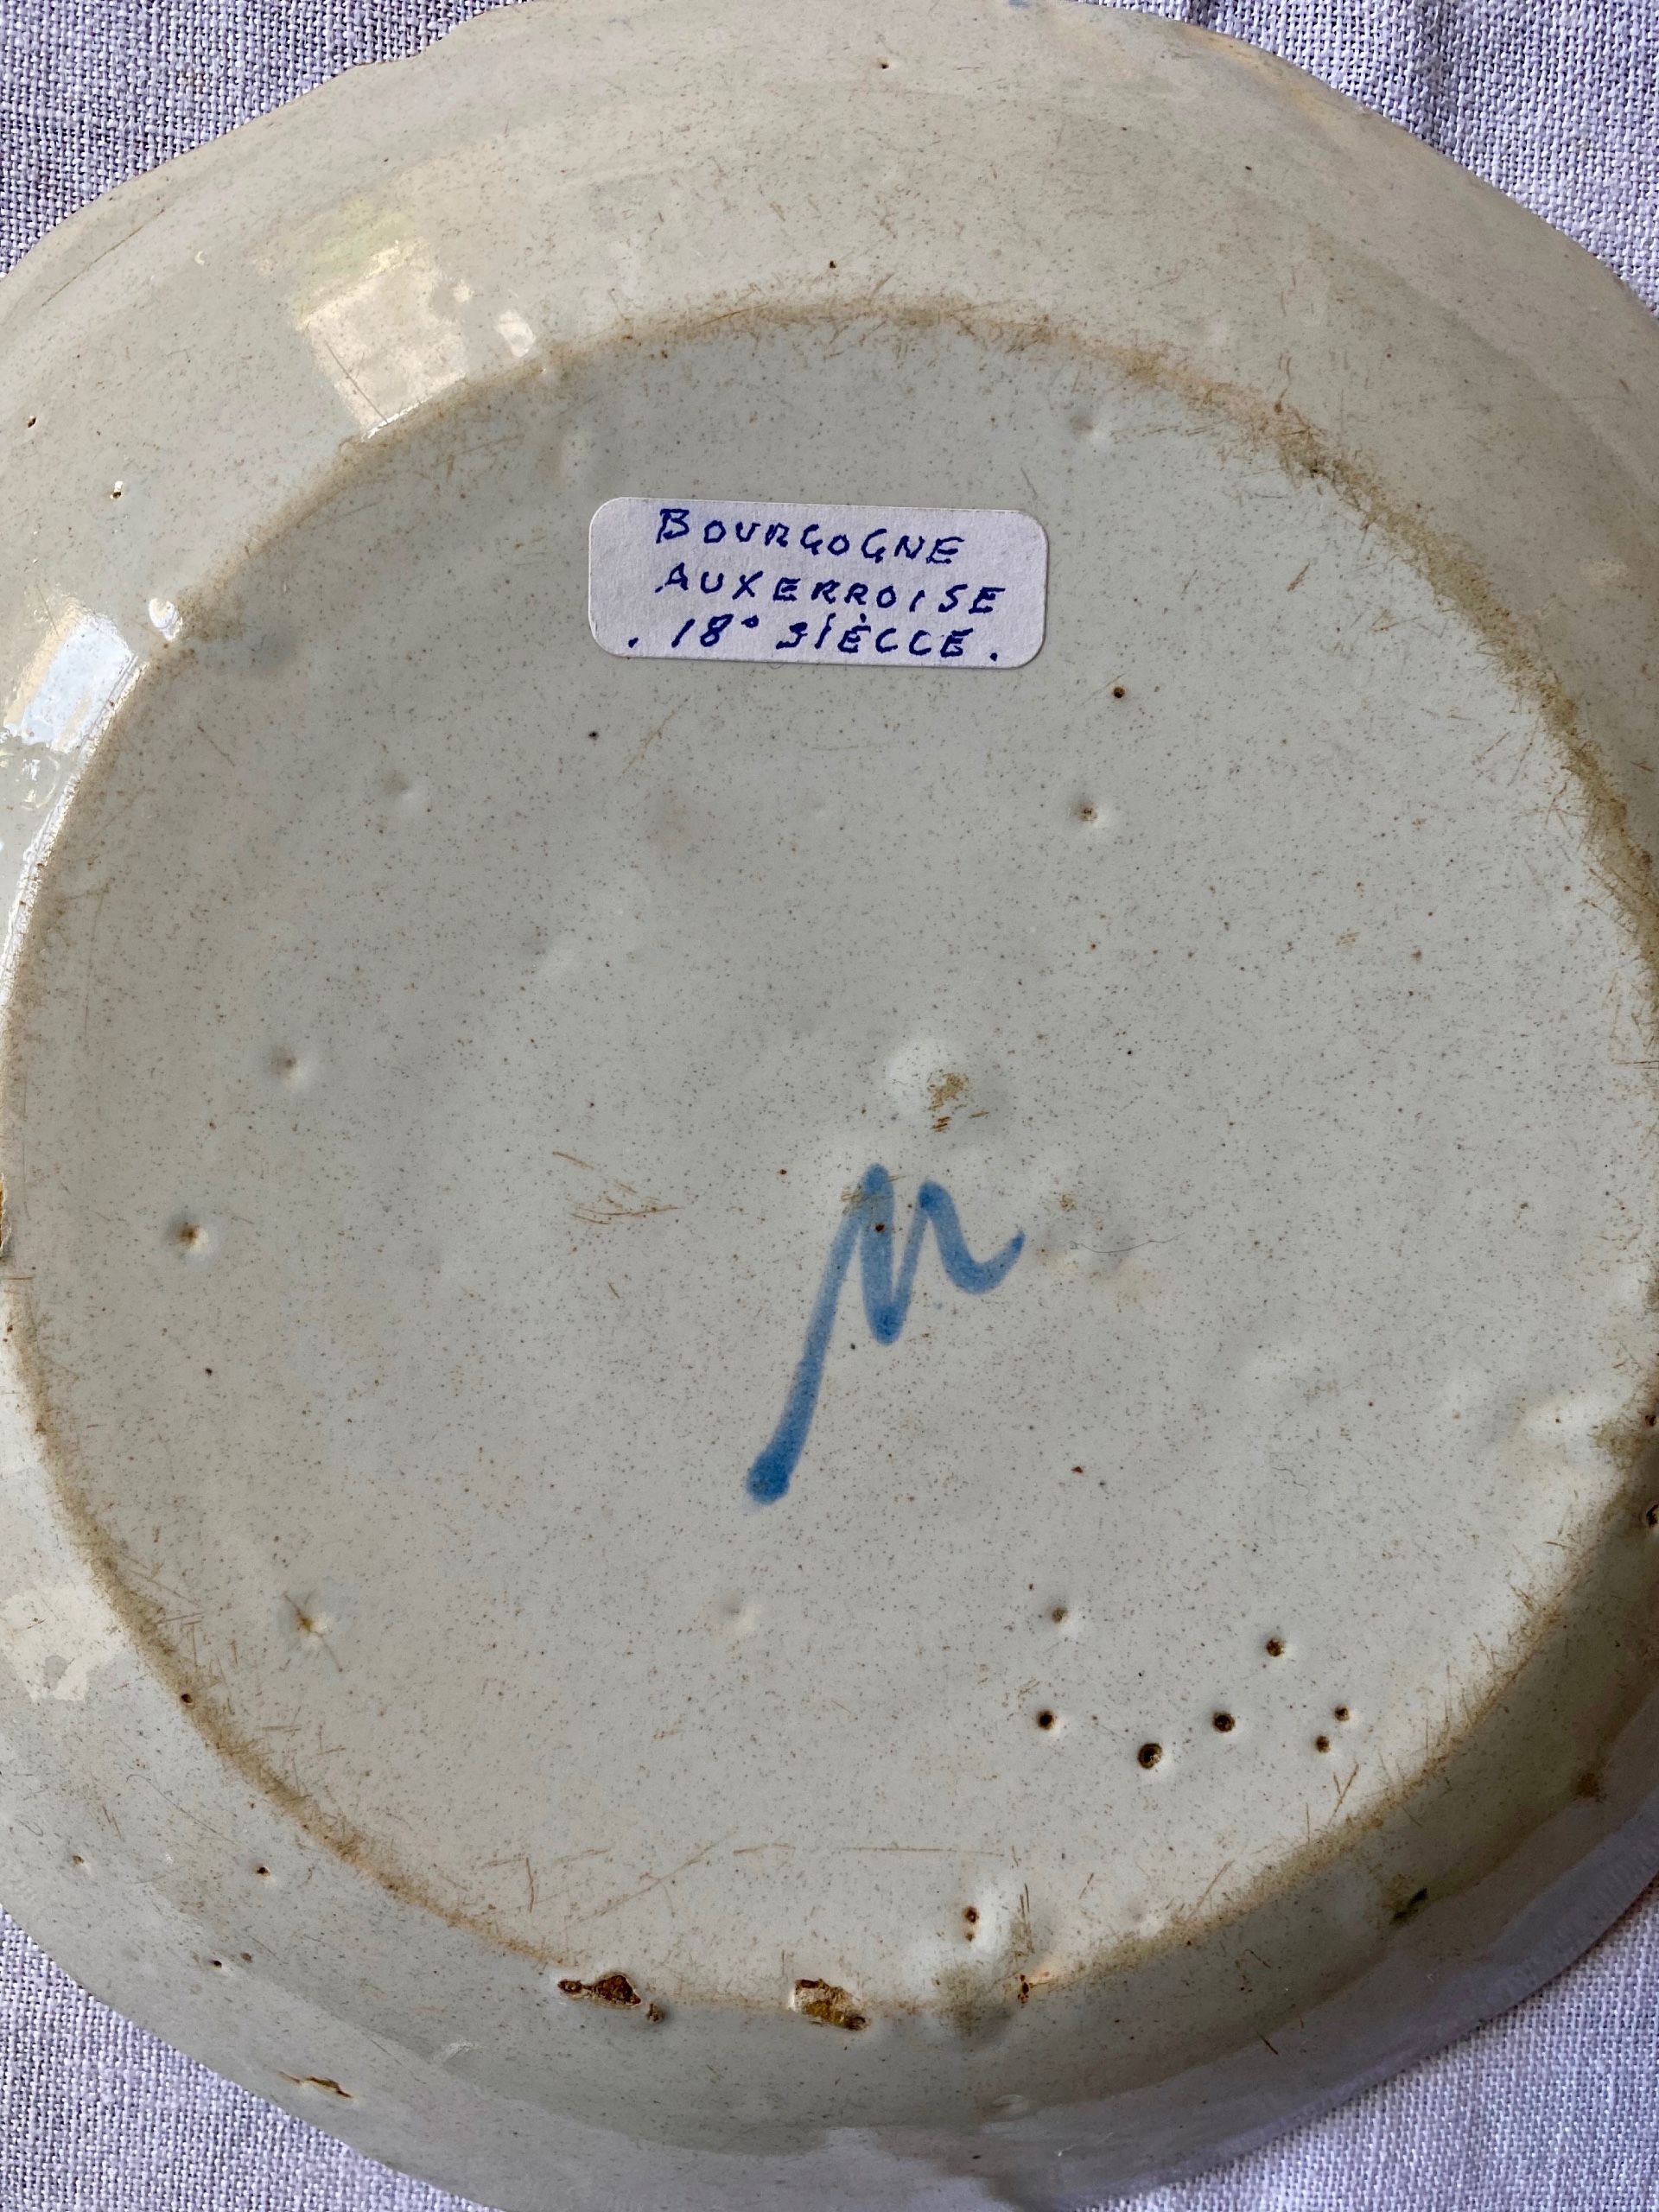 BOURGOGNE
AUXERROISE
. 18° SIÈCLE .
M